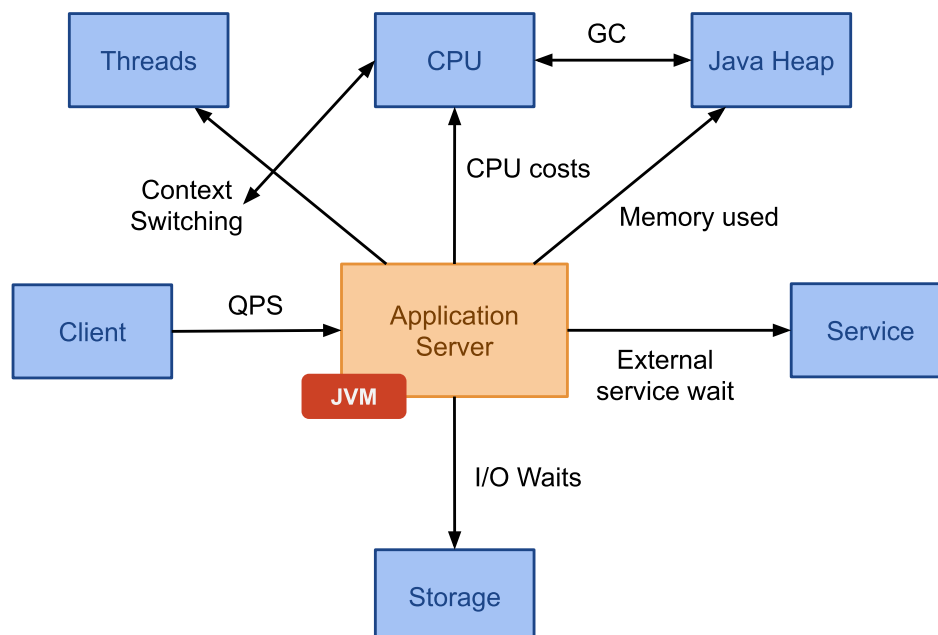 Threads
CPU
GC
Java Heap
Context
Switching
CPU costs
Memory used
Client
QPS
Application
Server
JVM
Service
External
service wait
I/O Waits
Storage